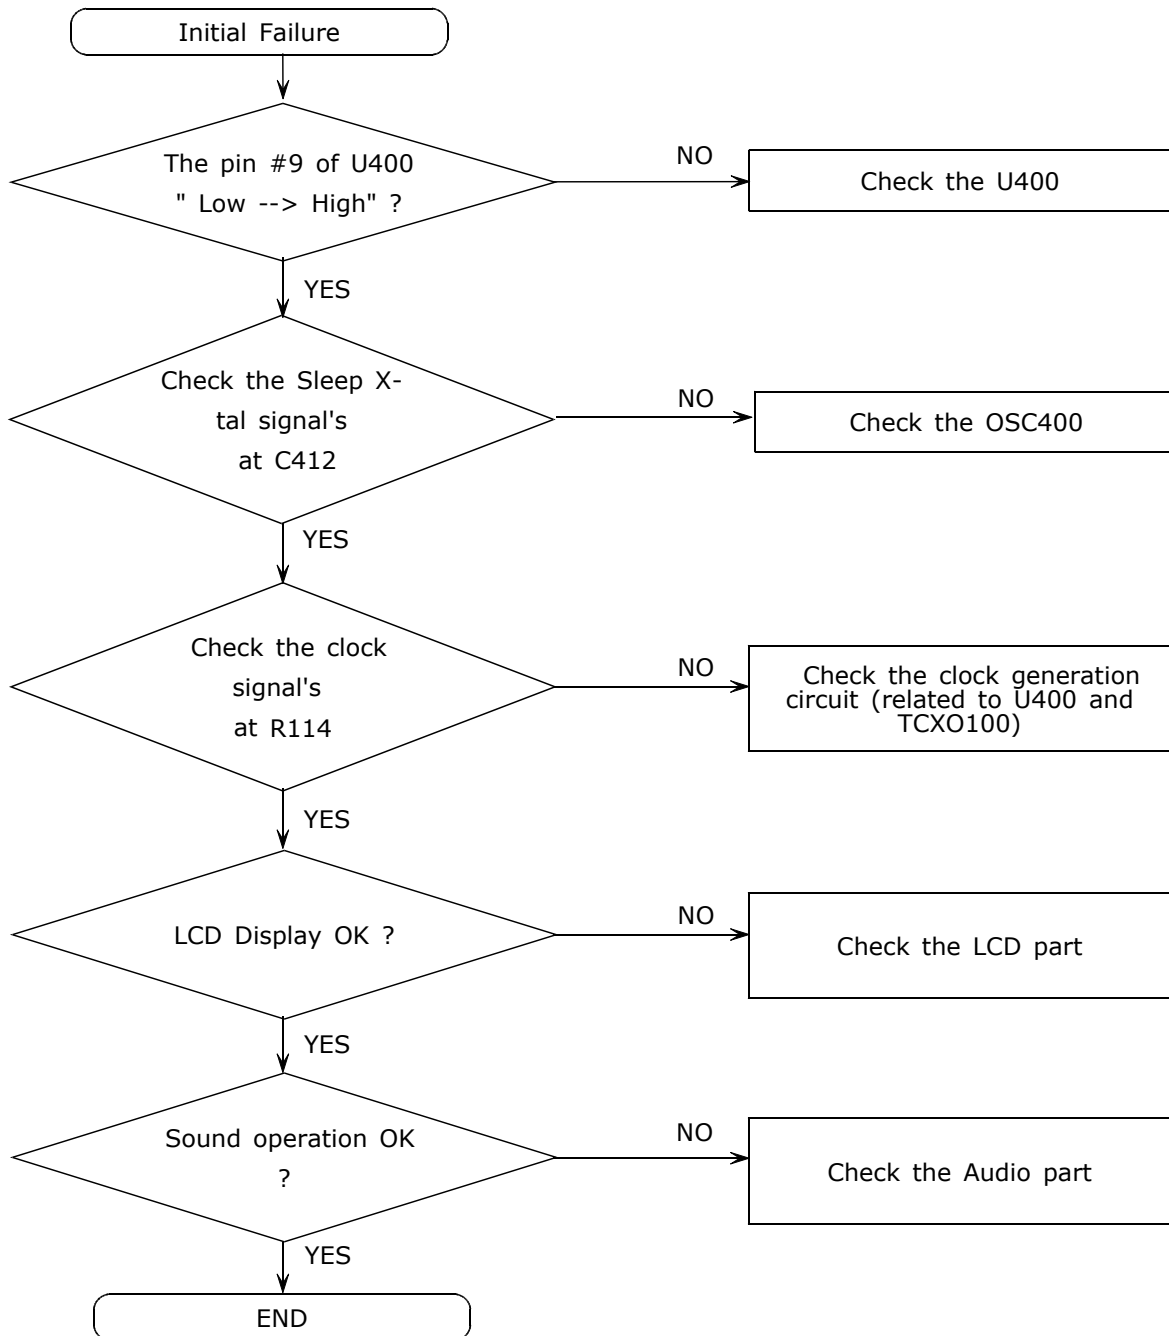 Initial Failure
The pin #9 of U400
" Low --> High" ?
NO
Check the U400
YES
Check the Sleep X-
tal signal's
at C412
NO
Check the OSC400
YES
Check the clock
signal's
at R114
NO
Check the clock generation
circuit (related to U400 and
TCXO100)
YES
LCD Display OK ?
NO
Check the LCD part
YES
Sound operation OK
?
NO
Check the Audio part
YES
END